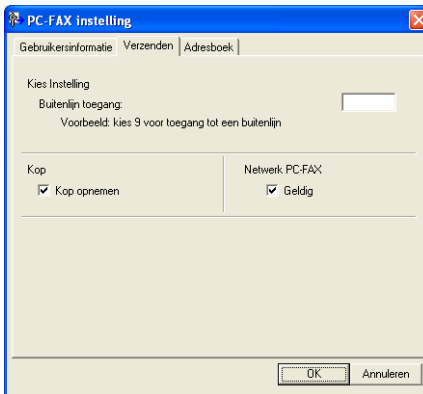 PC-FAX instelling
Gebruikersinformatie Verzenden Adresboek
Kies Instelling
Buitenlijn toegang:
Voorbeeld: kies 9 voor toegang tot een buitenlijn
Kop Netwerk PC-FAX
Kop opnemen Geldig
OK Annuleren